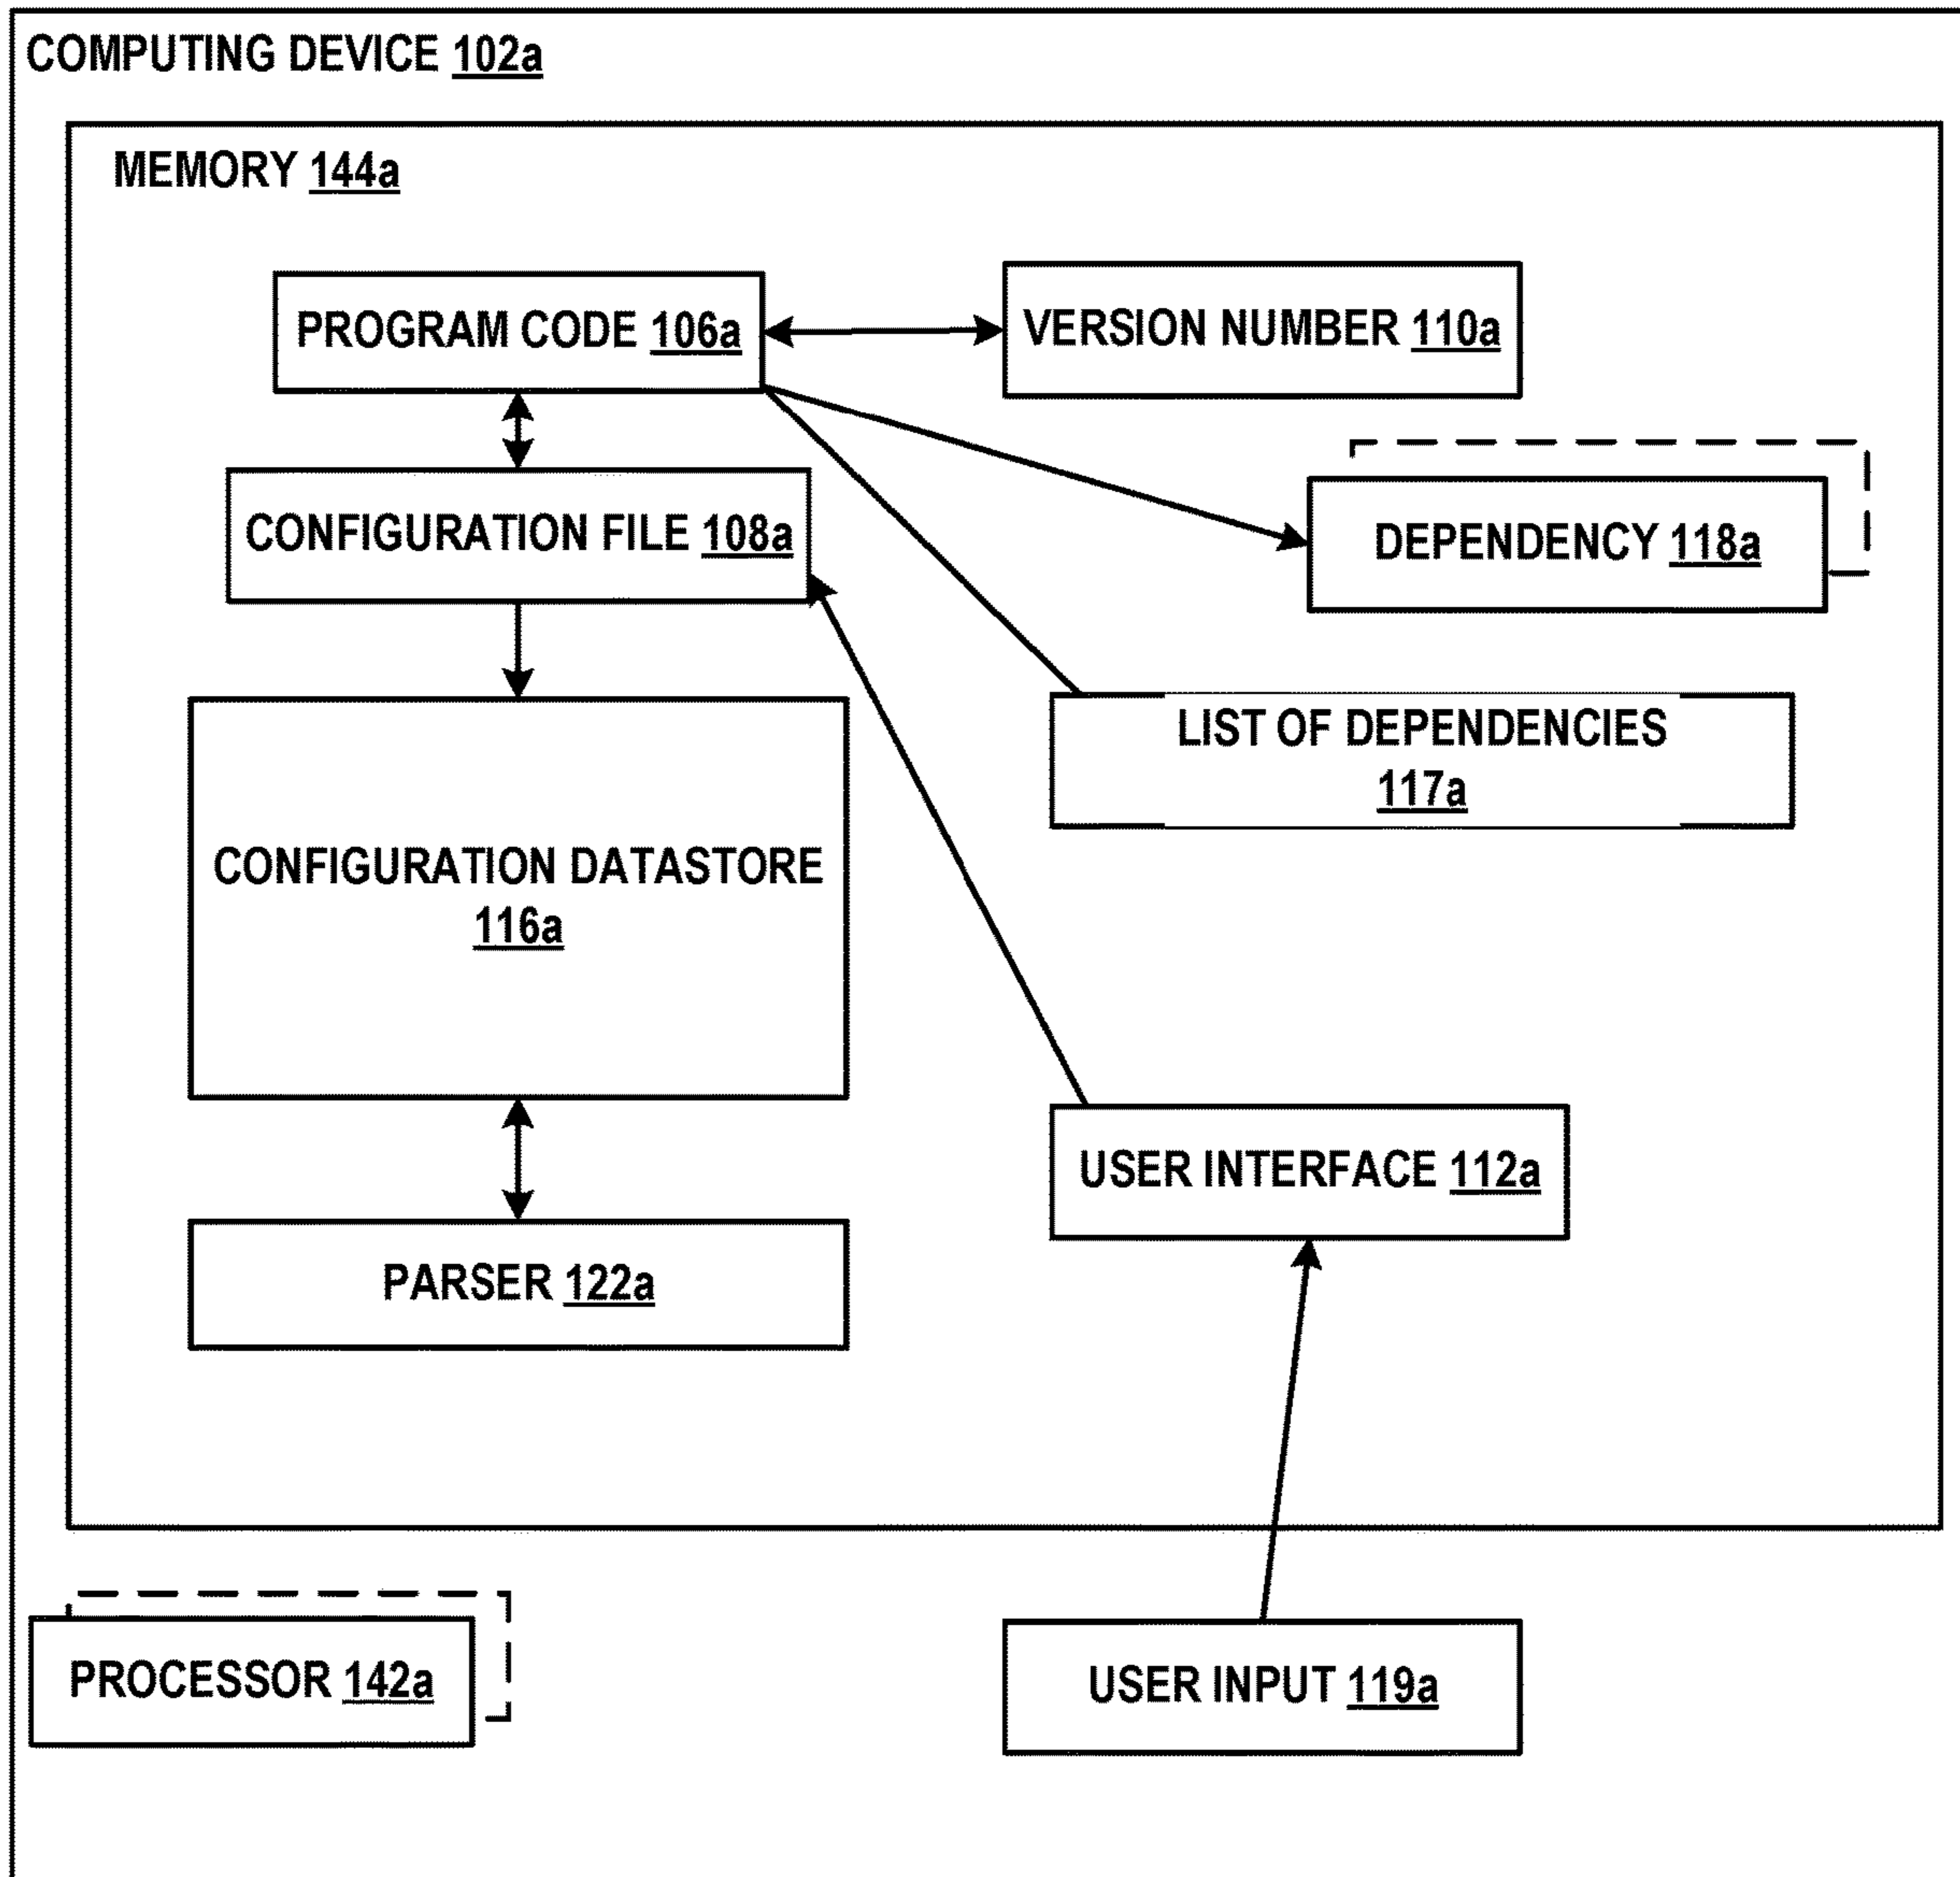 COMPUTING DEVICE 102a
MEMORY 144a
PROGRAM CODE 106a
VERSION NUMBER 110a
CONFIGURATION FILE 108a
DEPENDENCY 118a
LIST OF DEPENDENCIES
117a
CONFIGURATION DATASTORE
116a
USER INTERFACE 112a
PARSER 122a
PROCESSOR 142a
USER INPUT 119a